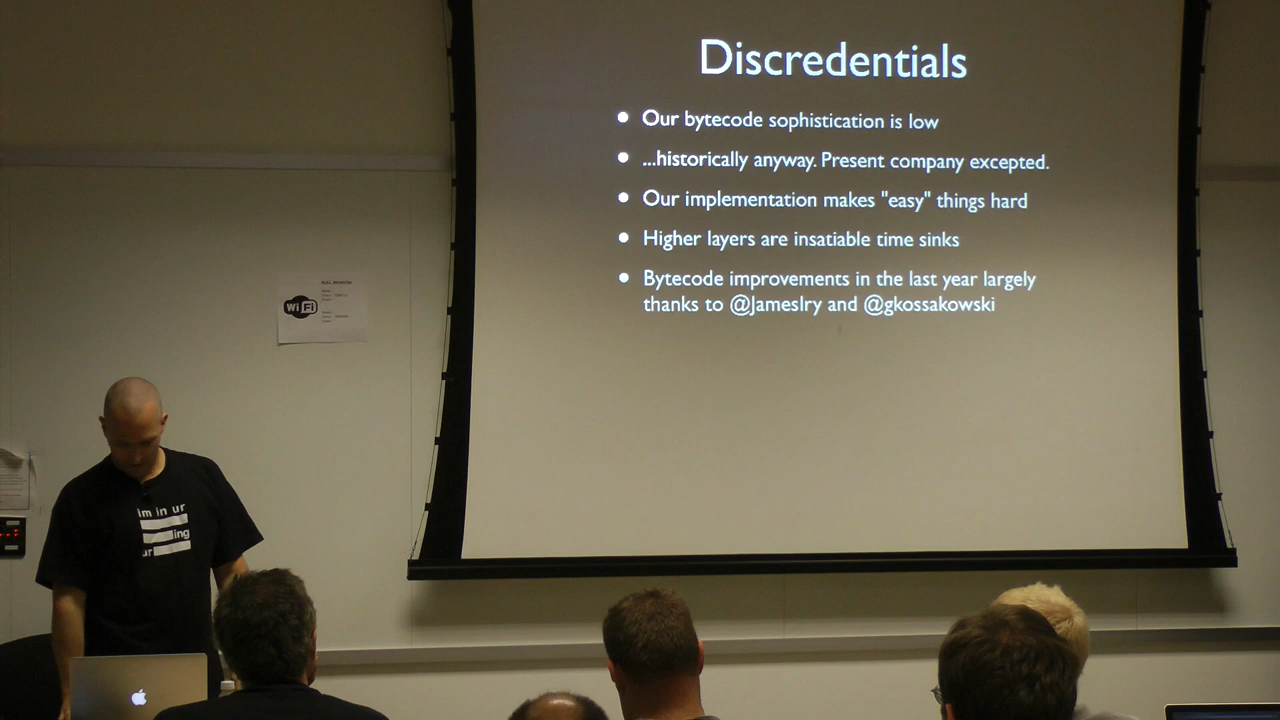 Discredentials
• Our bytecode sophistication is low
• ...historically anyway. Present company excepted.
• Our implementation makes "easy" things hard
• Higher layers are insatiable time sinks
• Bytecode improvements in the last year largely
thanks to @JamesIry and @gkossakowski
Wi Fi
im in ur
ing
ur